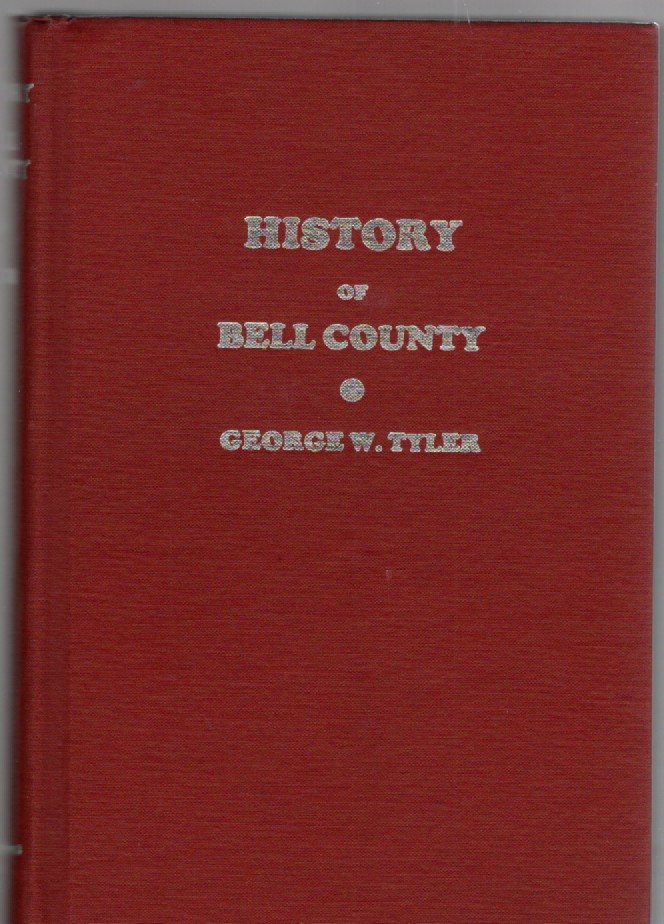 HISTORY
OF
BELL COUNTY
GEORGE W. TYLER